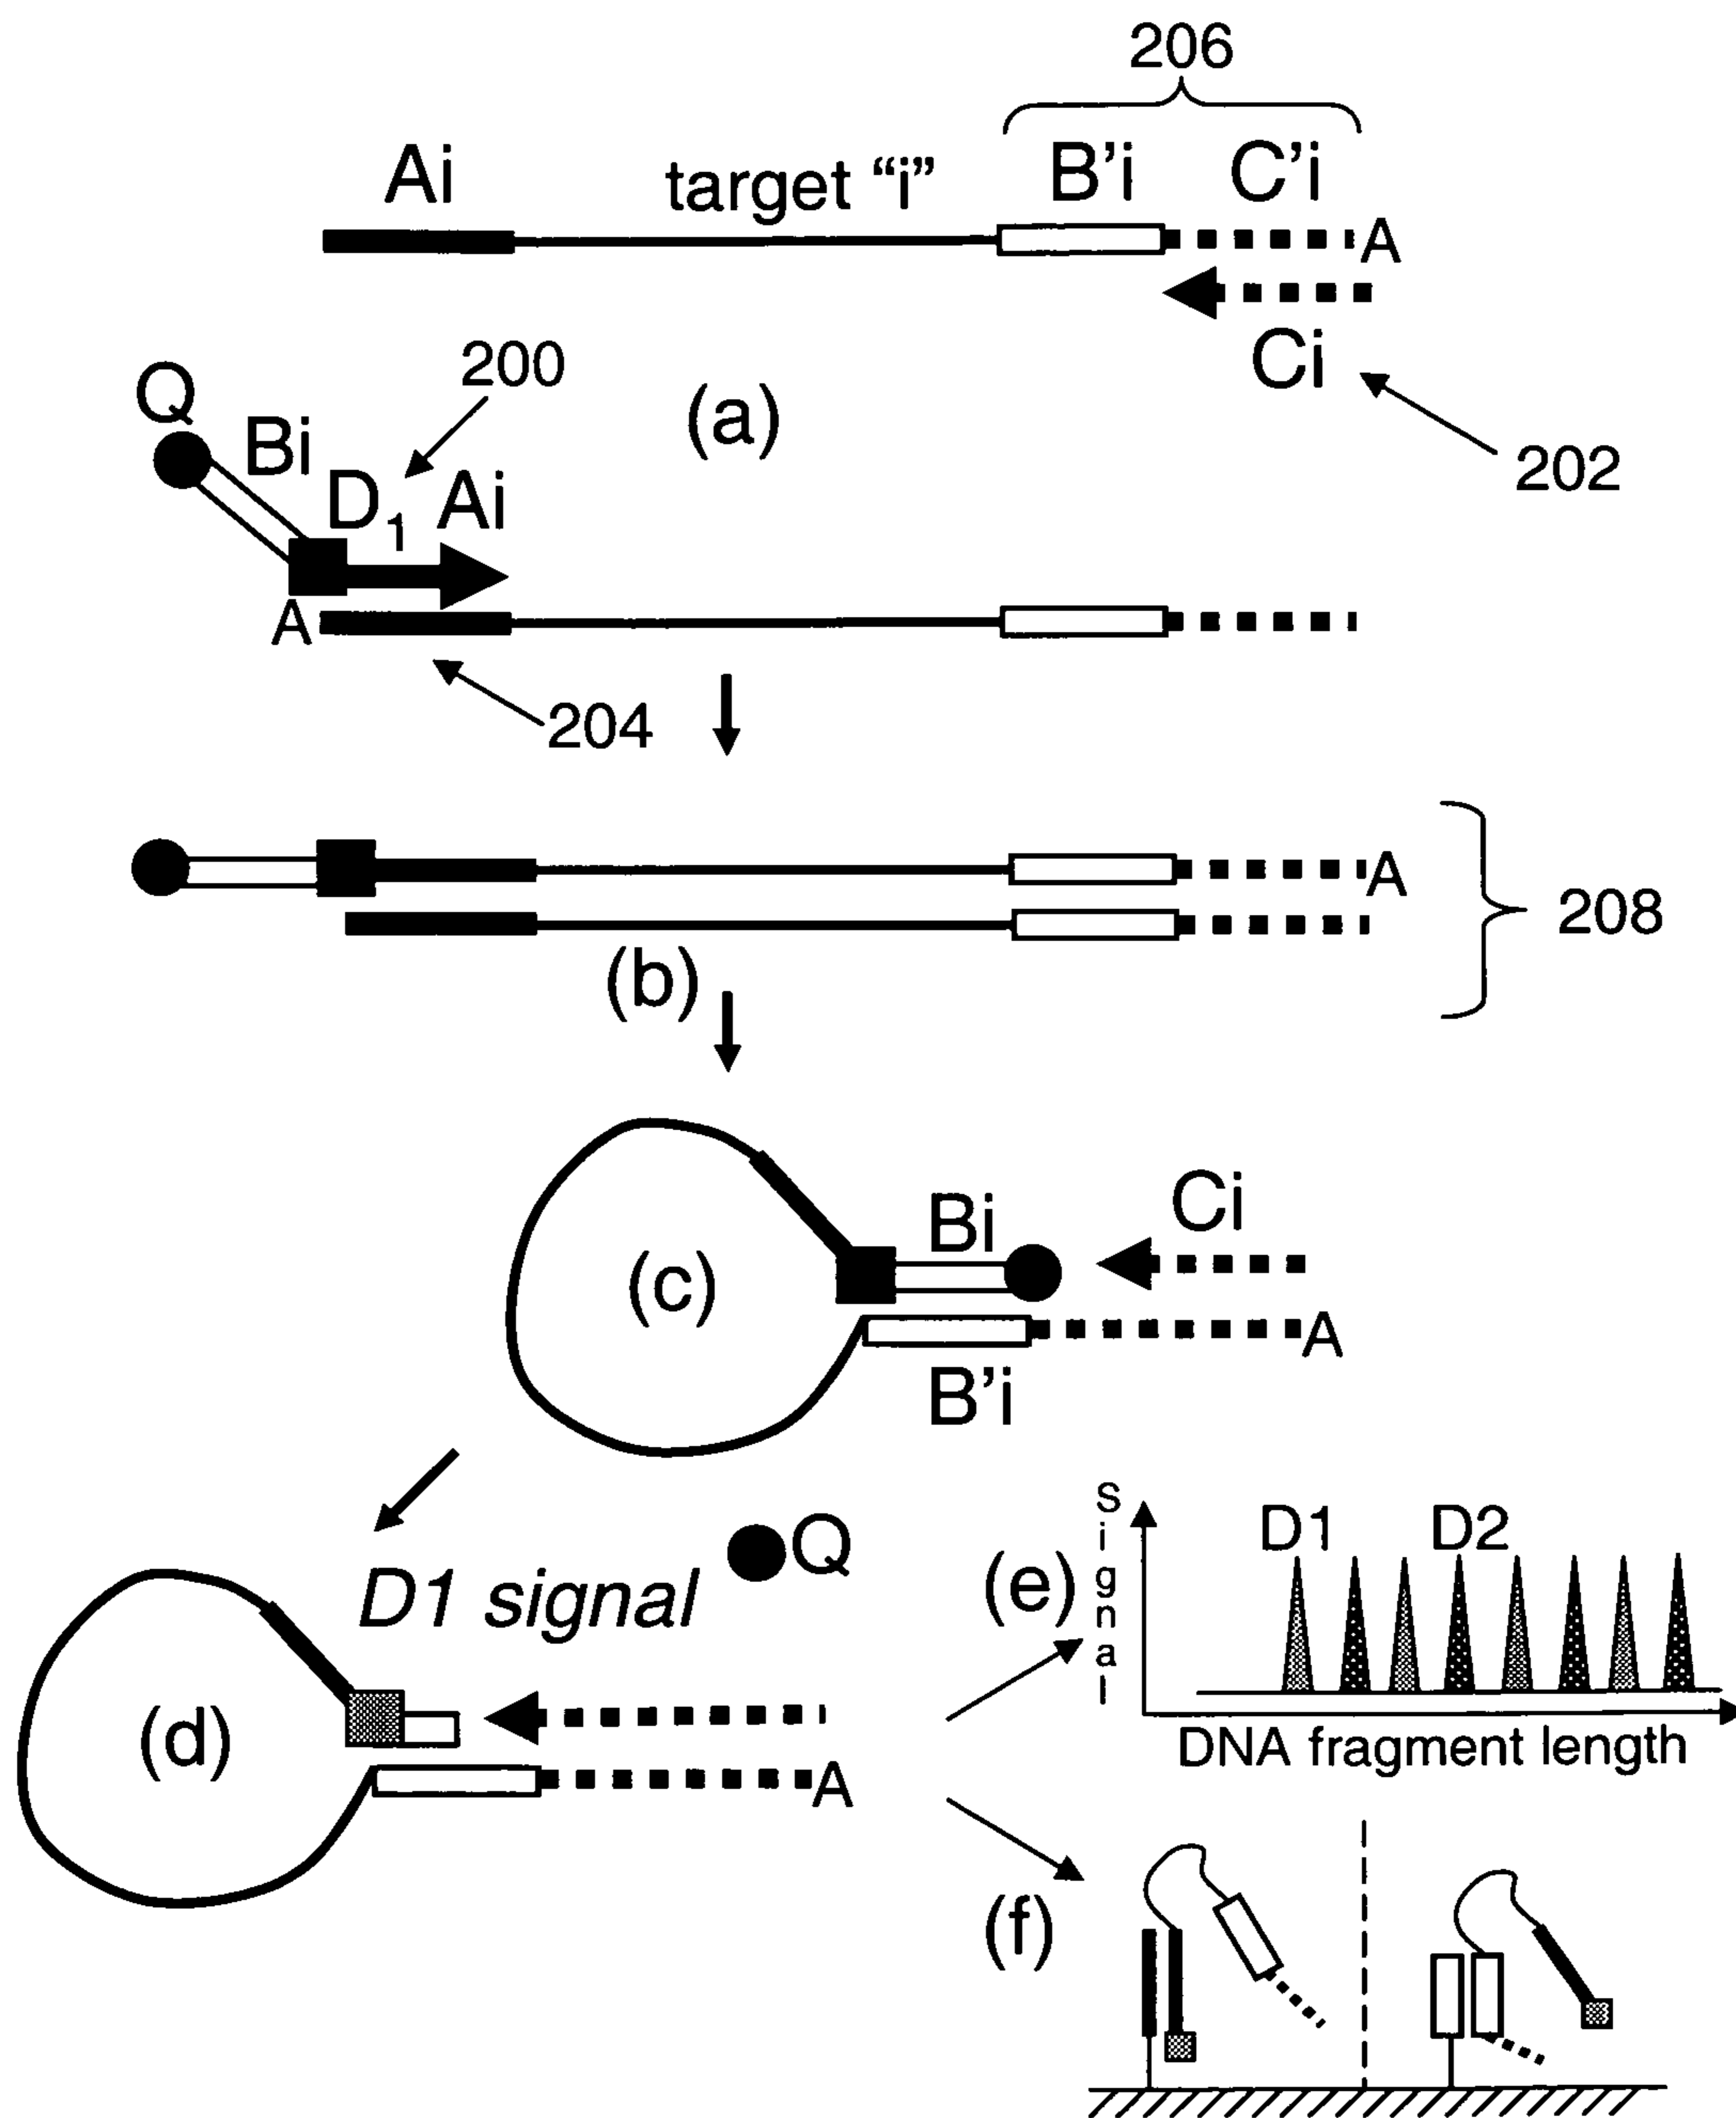 206
Ai target “i” B’i C’i
A
Ci
202
200
Q
Bi
(a)
D1 Ai
A
204
A
208
(b)
Ci
Bi
(c)
A
B’i
Signal
D1 D2
Q
(e)
D1 signal
DNA fragment length
(d)
A
(f)